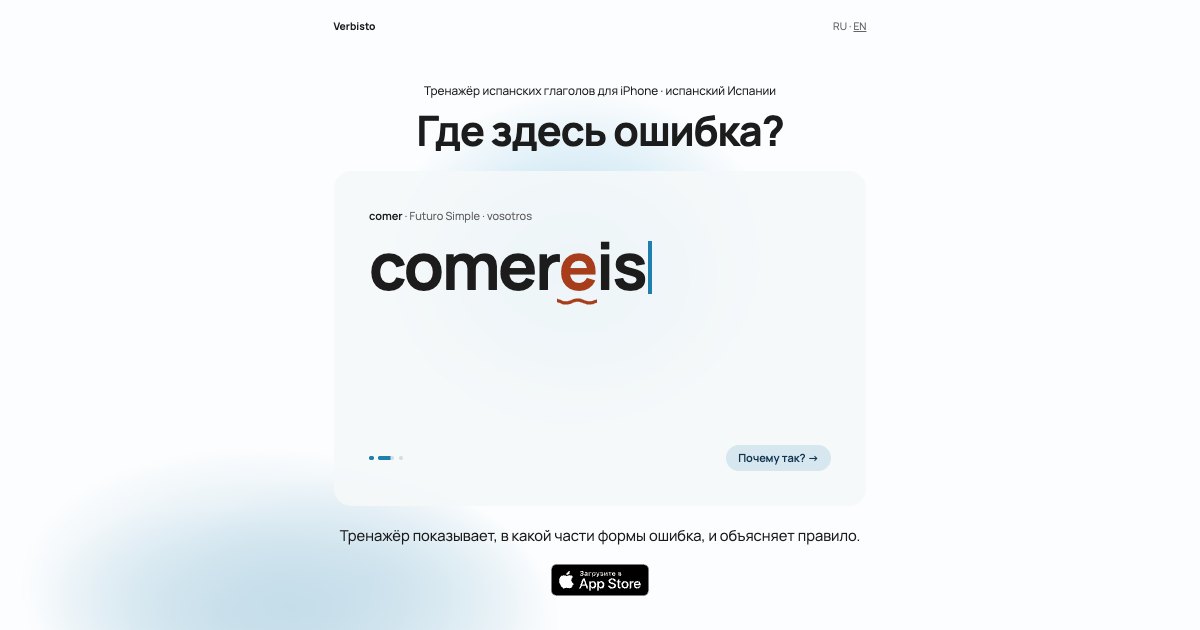 Verbisto
RU · EN
Тренажёр испанских глаголов для iPhone · испанский Испании
Где здесь ошибка?
comer · Futuro Simple · vosotros
comereis
Почему так? →
Тренажёр показывает, в какой части формы ошибка, и объясняет правило.
Загрузите в
App Store